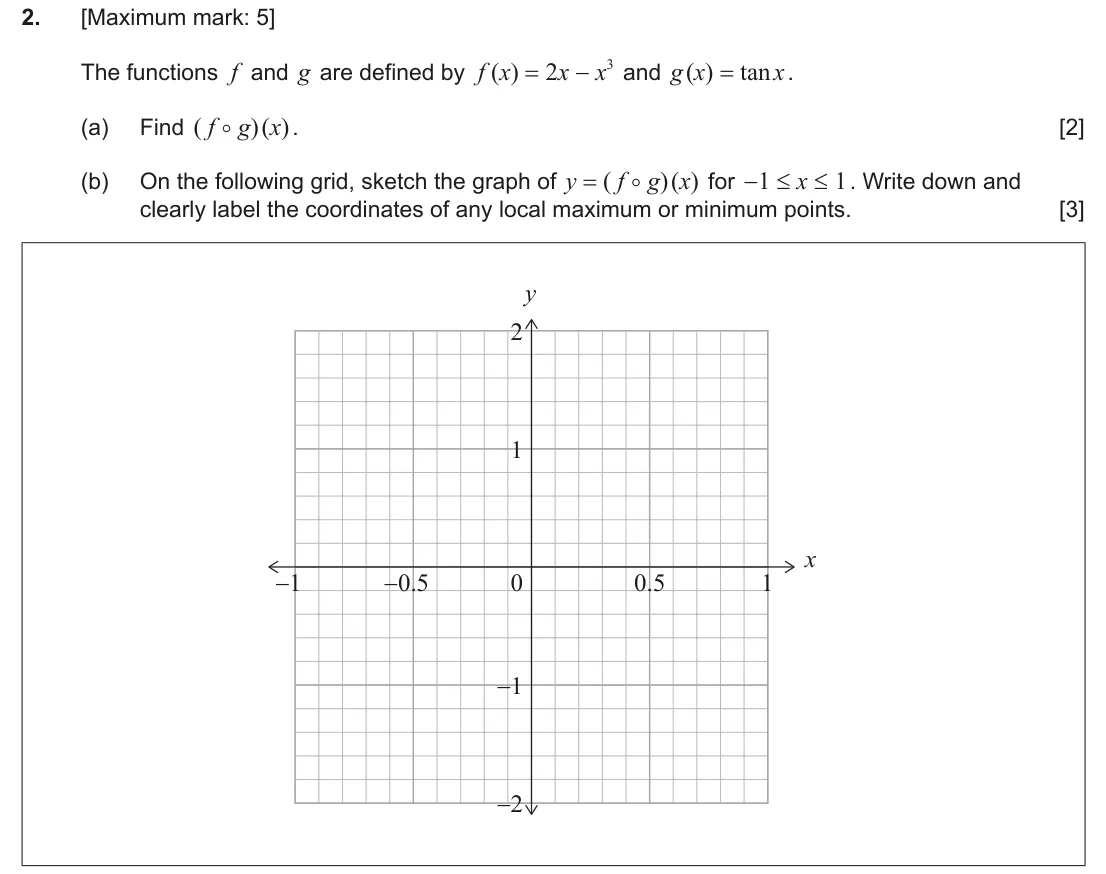 2. [Maximum mark: 5]
The functions f and g are defined by f(x) = 2x − x³ and g(x) = tan x.
(a) Find (f ∘ g)(x). [2]
(b) On the following grid, sketch the graph of y = (f ∘ g)(x) for −1 ≤ x ≤ 1. Write down and
clearly label the coordinates of any local maximum or minimum points. [3]
y
2
1
x
−1 −0.5 0 0.5 1
−1
−2